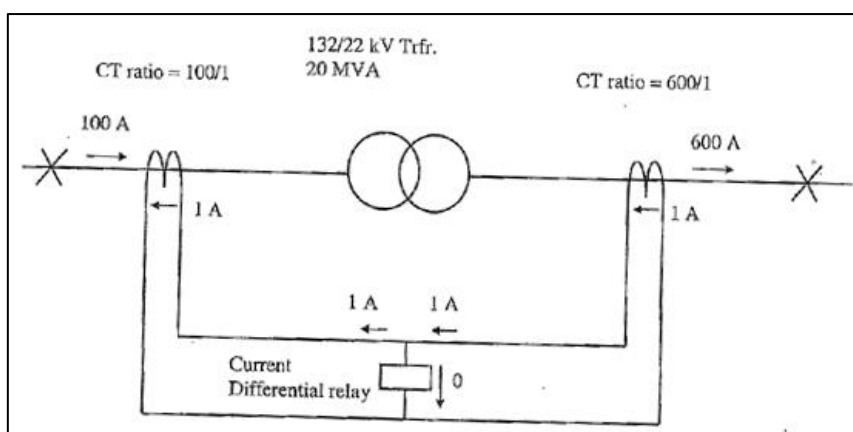 132/22 kV Trfr.
20 MVA
CT ratio = 100/1
CT ratio = 600/1
100 A
600 A
1 A
1 A
1 A
1 A
Current
Differential relay
0